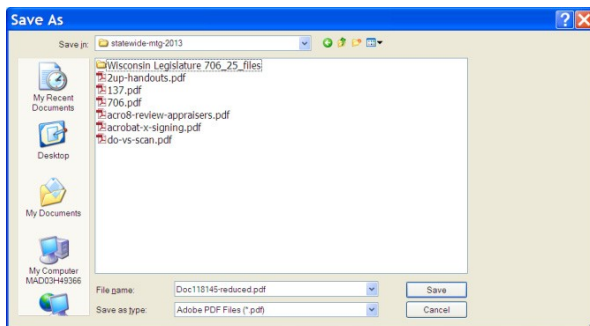 Save As
Save in: statewide-mtg-2013
Wisconsin Legislature 706_25_files
2up-handouts.pdf
137.pdf
706.pdf
acro8-review-appraisers.pdf
acrobat-x-signing.pdf
do-vs-scan.pdf
My Recent
Documents
Desktop
My Documents
My Computer
MAD03H49366
File name: Doc118145-reduced.pdf Save
Save as type: Adobe PDF Files (*.pdf) Cancel